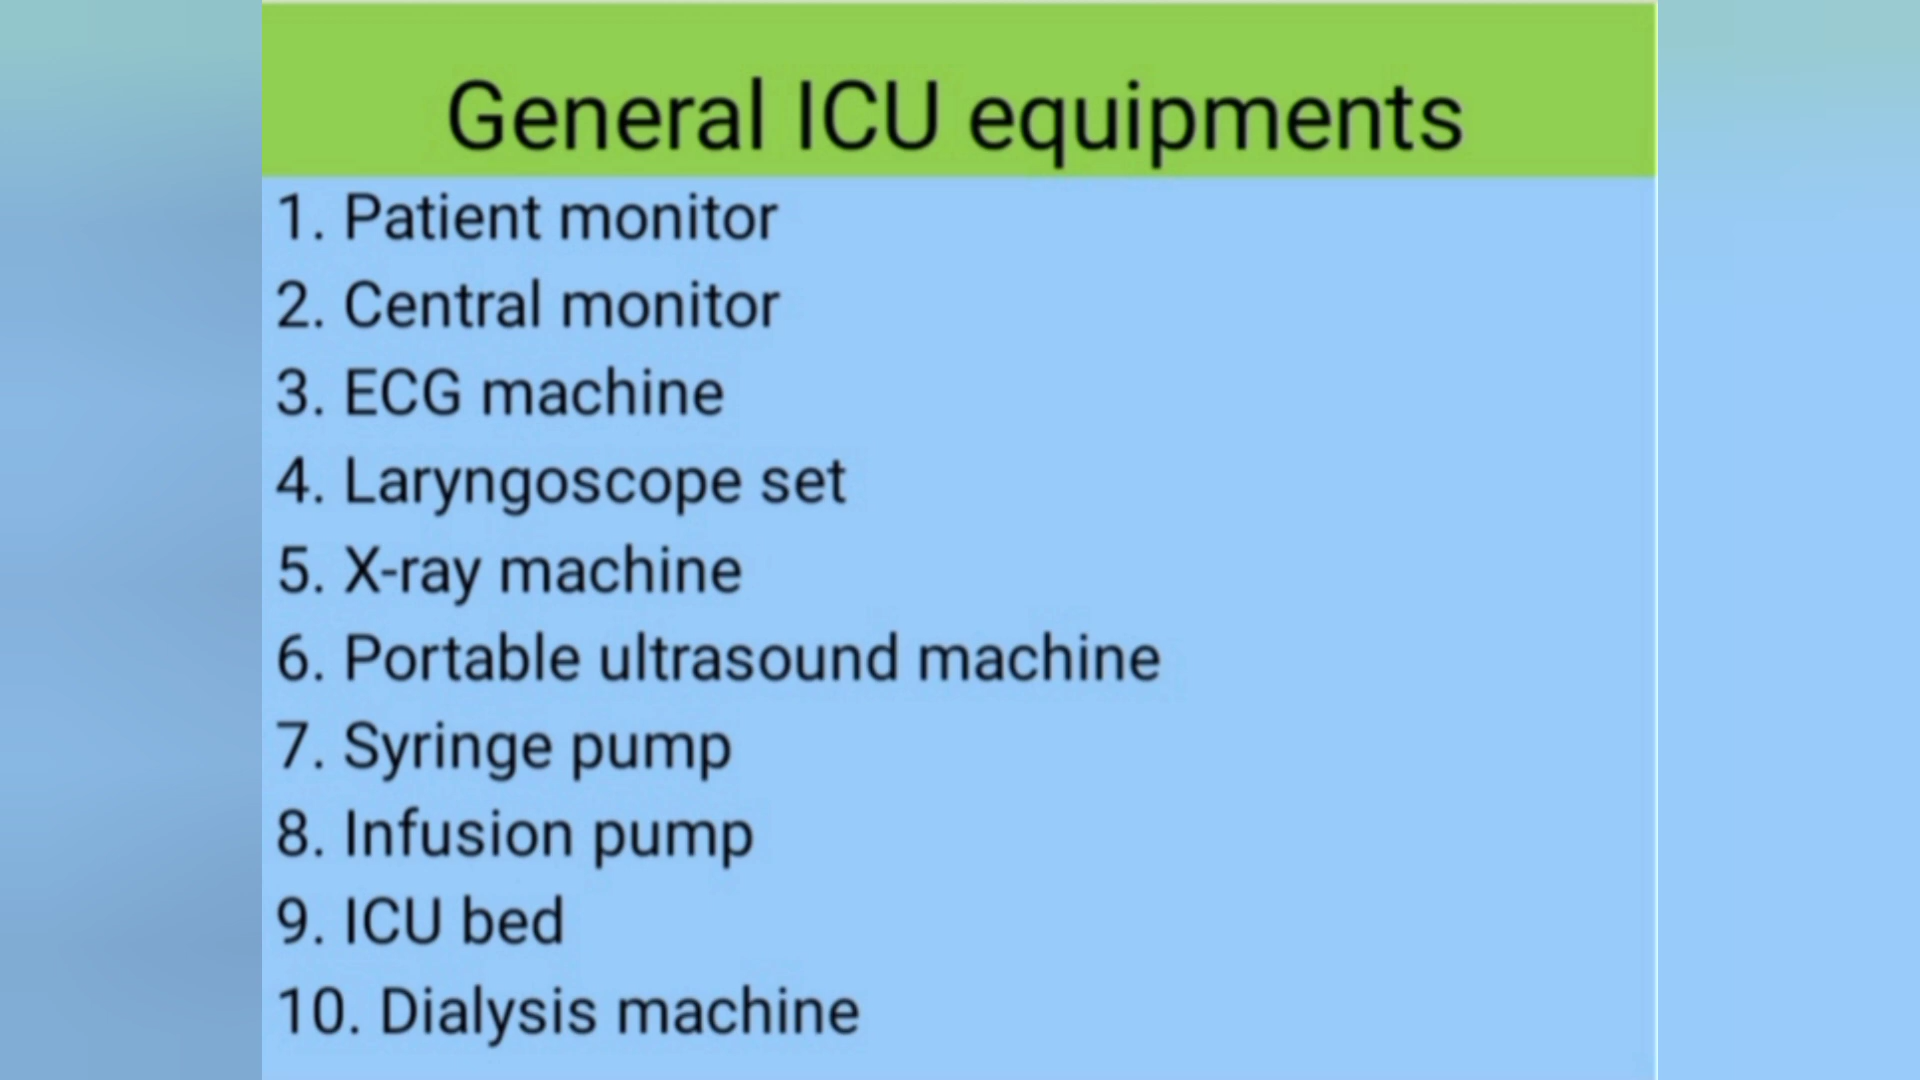 General ICU equipments
1. Patient monitor
2. Central monitor
3. ECG machine
4. Laryngoscope set
5. X-ray machine
6. Portable ultrasound machine
7. Syringe pump
8. Infusion pump
9. ICU bed
10. Dialysis machine